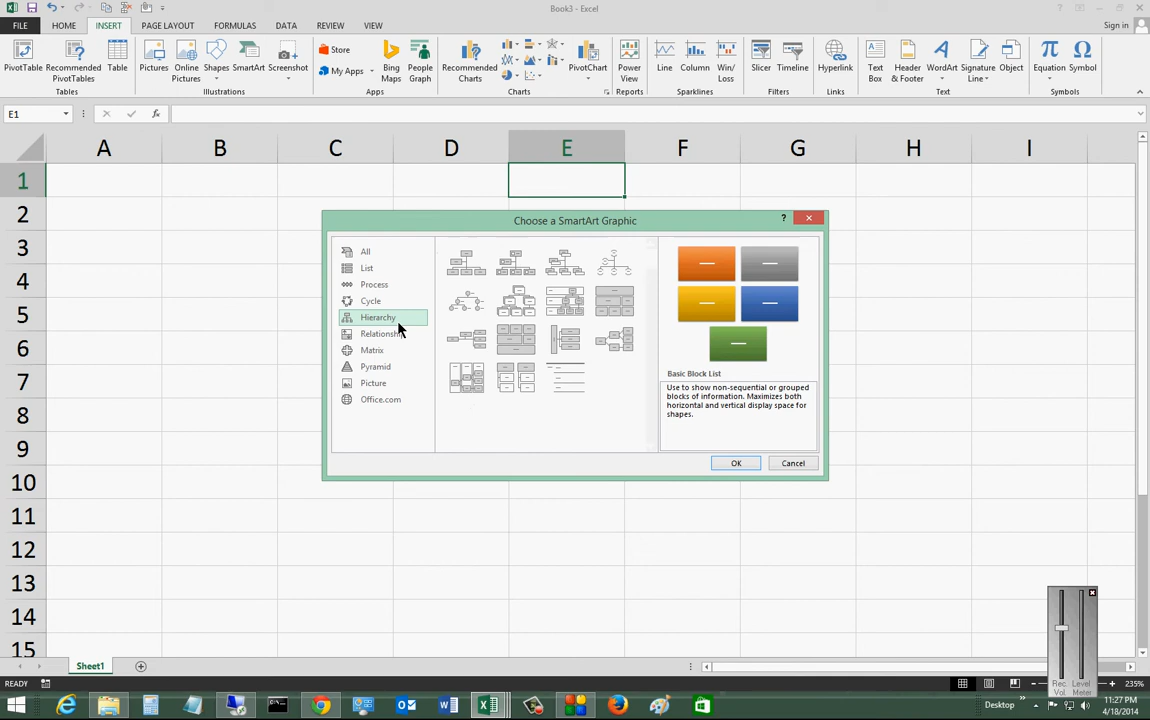 Book3 - Excel
FILE HOME INSERT PAGE LAYOUT FORMULAS DATA REVIEW VIEW Sign in
PivotTable Recommended PivotTables Table
Pictures Online Pictures Shapes SmartArt Screenshot
Store
My Apps
Bing Maps People Graph
Recommended Charts PivotChart
Power View
Line Column Win/Loss
Slicer Timeline
Hyperlink
Text Box Header & Footer WordArt Signature Line Object
Equation Symbol
Tables Illustrations Apps Charts Reports Sparklines Filters Links Text Symbols
E1 fx
A B C D E F G H I
1
2
3
4
5
6
7
8
9
10
11
12
13
14
15
Choose a SmartArt Graphic ?
All
List
Process
Cycle
Hierarchy
Relationsh
Matrix
Pyramid
Picture
Office.com
Basic Block List
Use to show non-sequential or grouped
blocks of information. Maximizes both
horizontal and vertical display space for
shapes.
OK Cancel
Rec. Level
Vol. Meter
Sheet1
READY 235%
Desktop
11:27 PM
4/18/2014